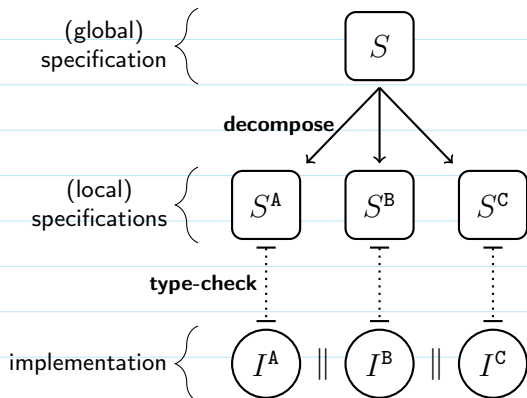 (global)
specification
S
decompose
(local)
specifications
S^A S^B S^C
type-check
implementation
I^A || I^B || I^C